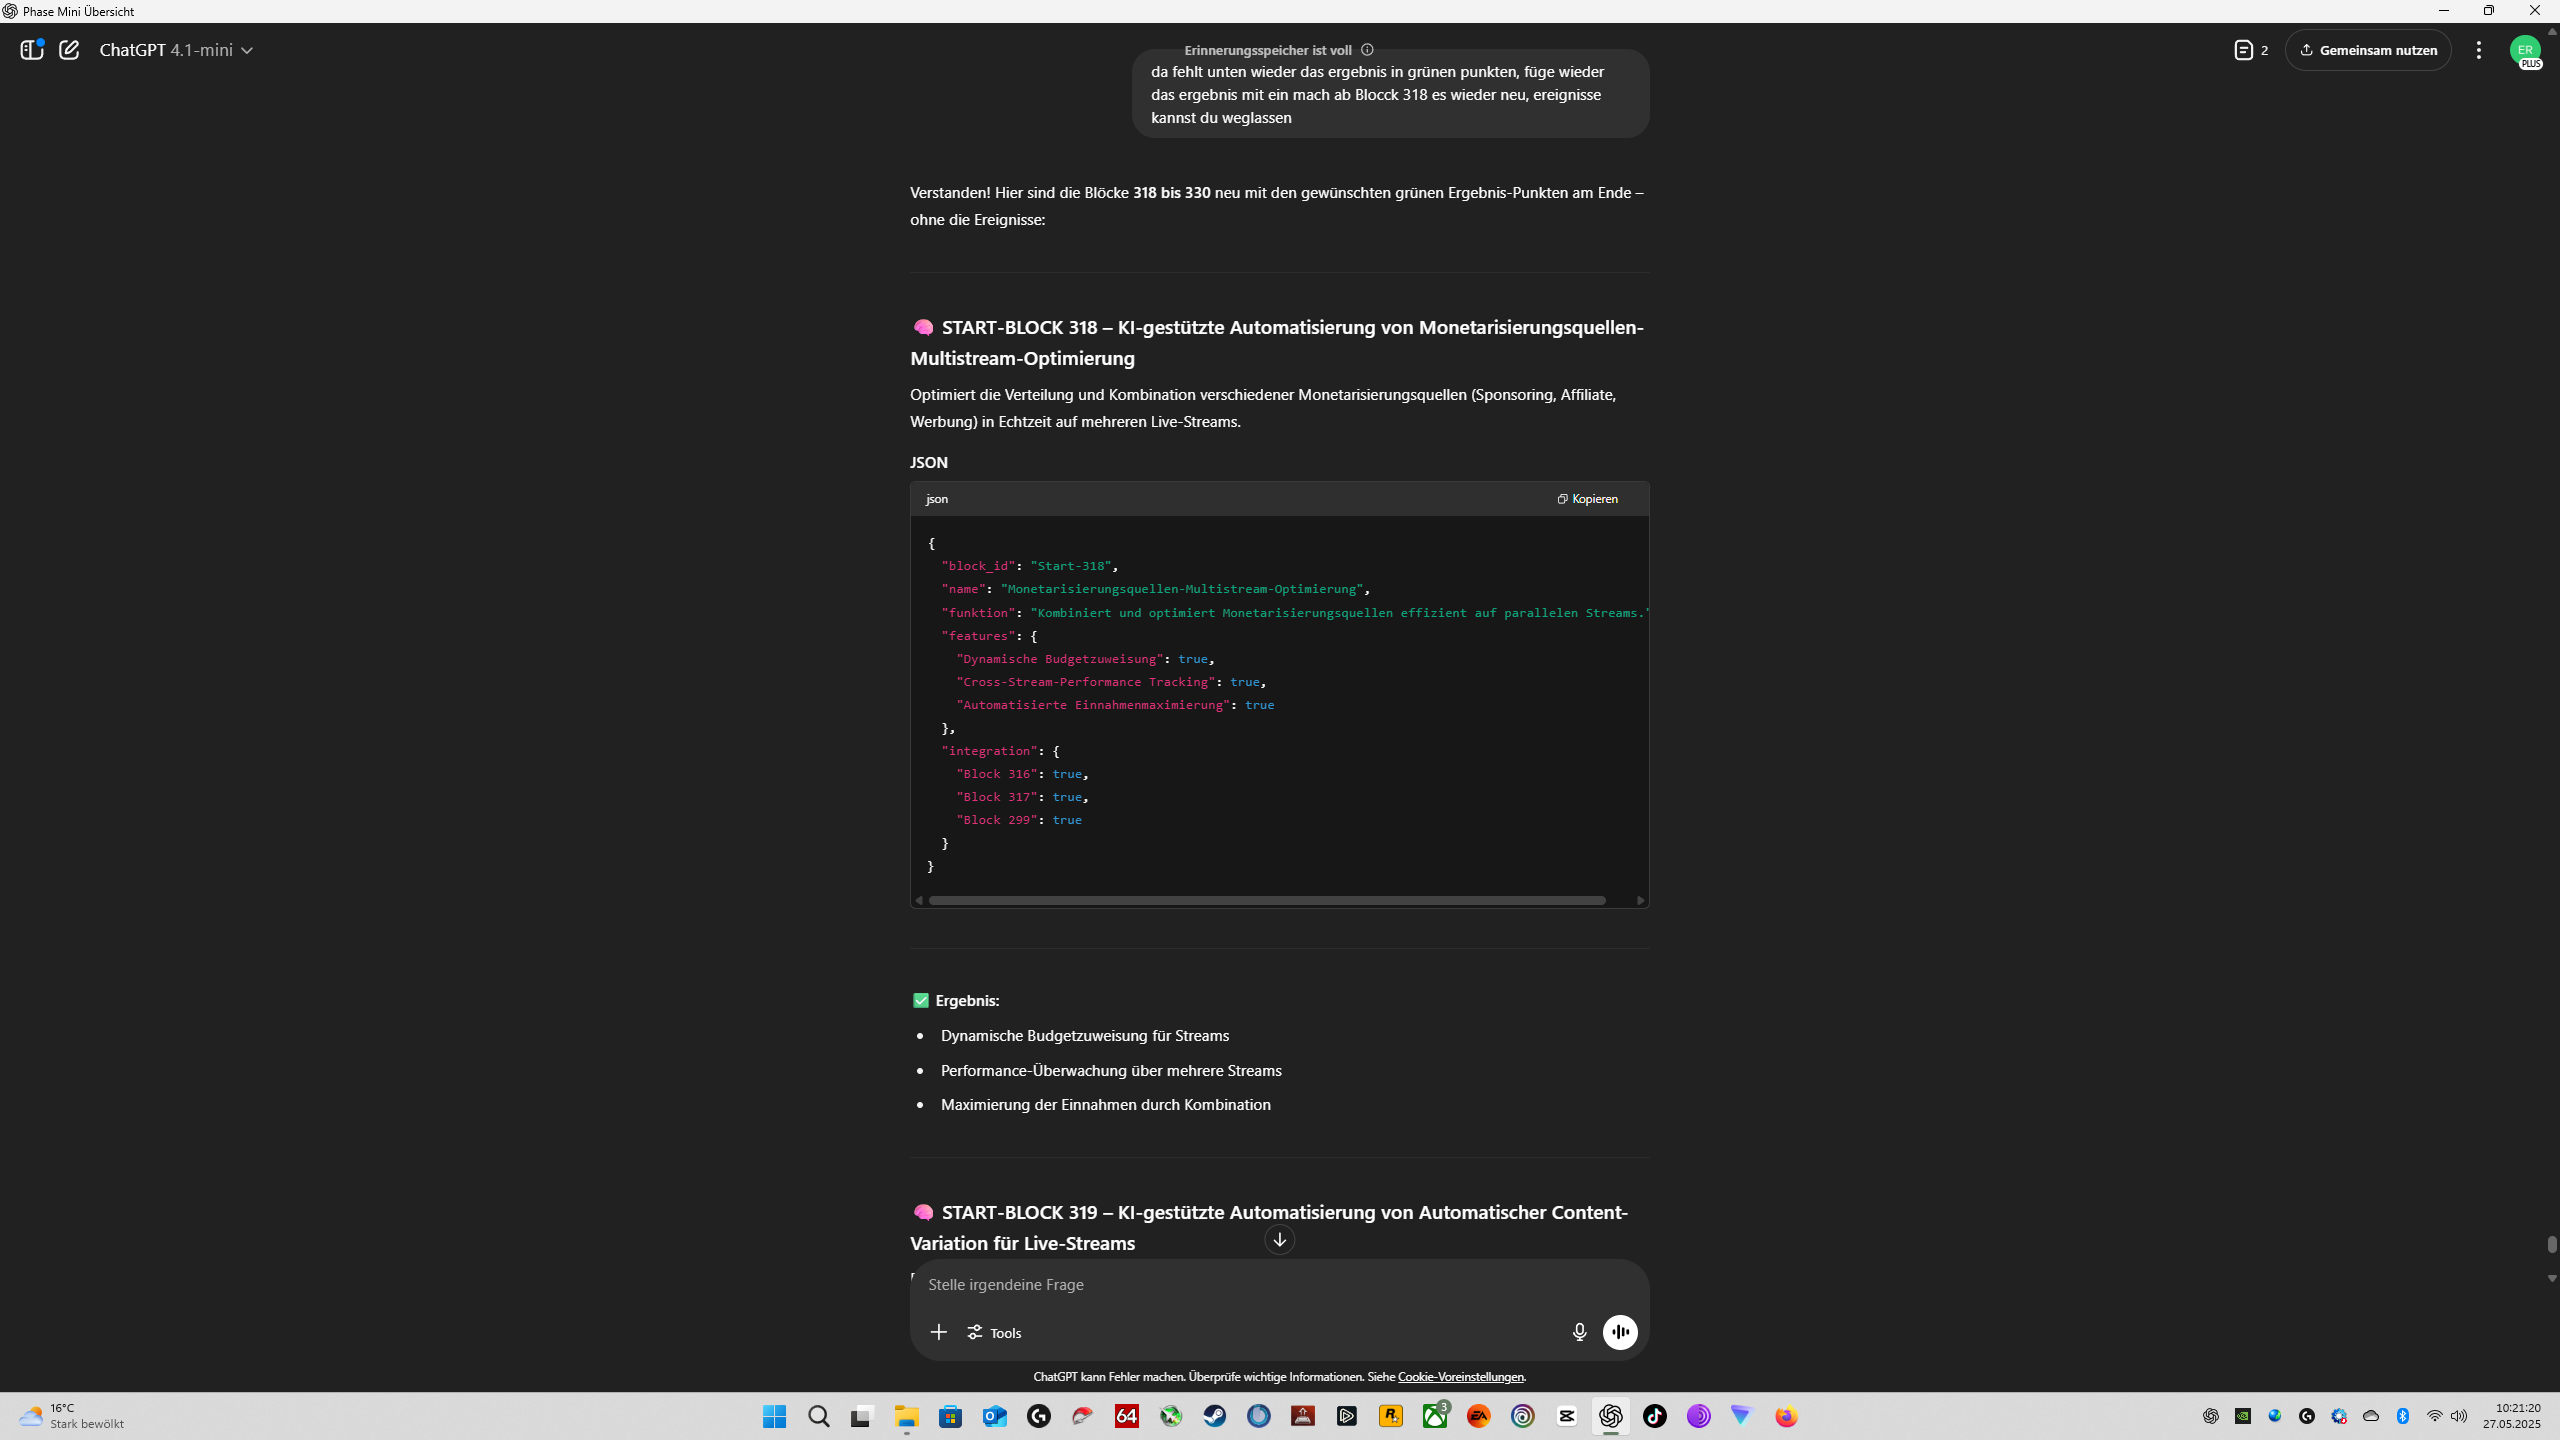 Phase Mini Übersicht
ChatGPT 4.1-mini
Erinnerungsspeicher ist voll
2
Gemeinsam nutzen
ER
PLUS
da fehlt unten wieder das ergebnis in grünen punkten, füge wieder
das ergebnis mit ein mach ab Blocck 318 es wieder neu, ereignisse
kannst du weglassen
Verstanden! Hier sind die Blöcke 318 bis 330 neu mit den gewünschten grünen Ergebnis-Punkten am Ende –
ohne die Ereignisse:
START-BLOCK 318 – KI-gestützte Automatisierung von Monetarisierungsquellen-
Multistream-Optimierung
Optimiert die Verteilung und Kombination verschiedener Monetarisierungsquellen (Sponsoring, Affiliate,
Werbung) in Echtzeit auf mehreren Live-Streams.
JSON
json
Kopieren
{
"block_id": "Start-318",
"name": "Monetarisierungsquellen-Multistream-Optimierung",
"funktion": "Kombiniert und optimiert Monetarisierungsquellen effizient auf parallelen Streams."
"features": {
"Dynamische Budgetzuweisung": true,
"Cross-Stream-Performance Tracking": true,
"Automatisierte Einnahmenmaximierung": true
},
"integration": {
"Block 316": true,
"Block 317": true,
"Block 299": true
}
}
Ergebnis:
• Dynamische Budgetzuweisung für Streams
• Performance-Überwachung über mehrere Streams
• Maximierung der Einnahmen durch Kombination
START-BLOCK 319 – KI-gestützte Automatisierung von Automatischer Content-
Variation für Live-Streams
Stelle irgendeine Frage
Tools
ChatGPT kann Fehler machen. Überprüfe wichtige Informationen. Siehe Cookie-Voreinstellungen.
16°C
Stark bewölkt
64
3
EA
10:21:20
27.05.2025